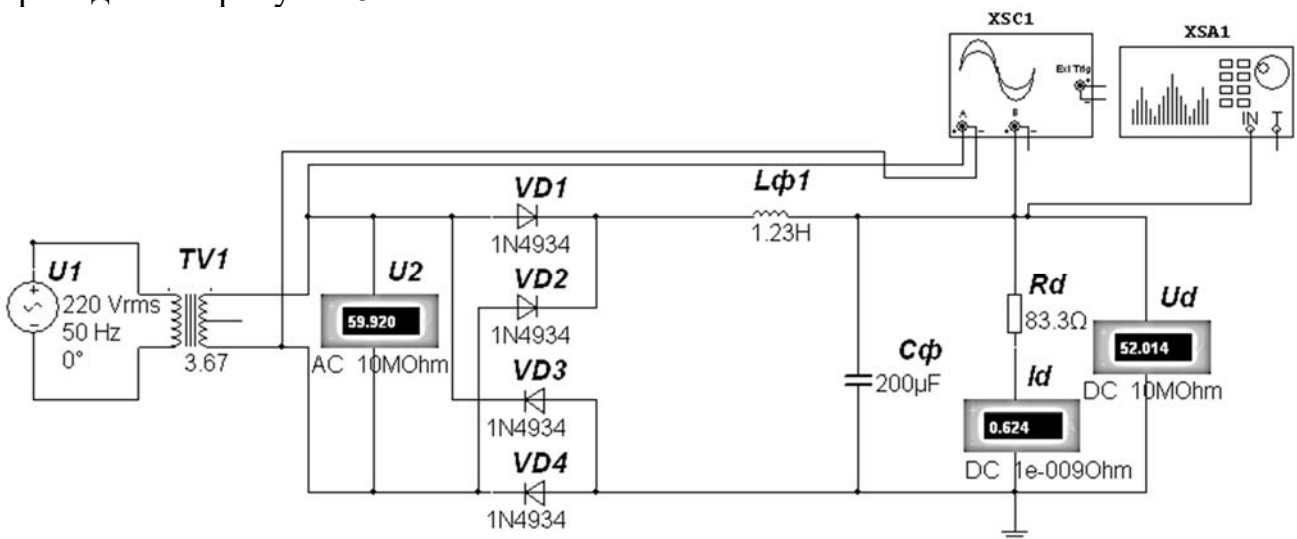 XSC1
XSA1
Ext Trig
A
B
IN
T
VD1
1N4934
VD2
1N4934
VD3
1N4934
VD4
1N4934
Lф1
1.23H
U1
220 Vrms
50 Hz
0°
TV1
3.67
U2
59.920
AC 10MOhm
Cф
200µF
Rd
83.3Ω
Id
0.624
DC 1e-009Ohm
Ud
52.014
DC 10MOhm